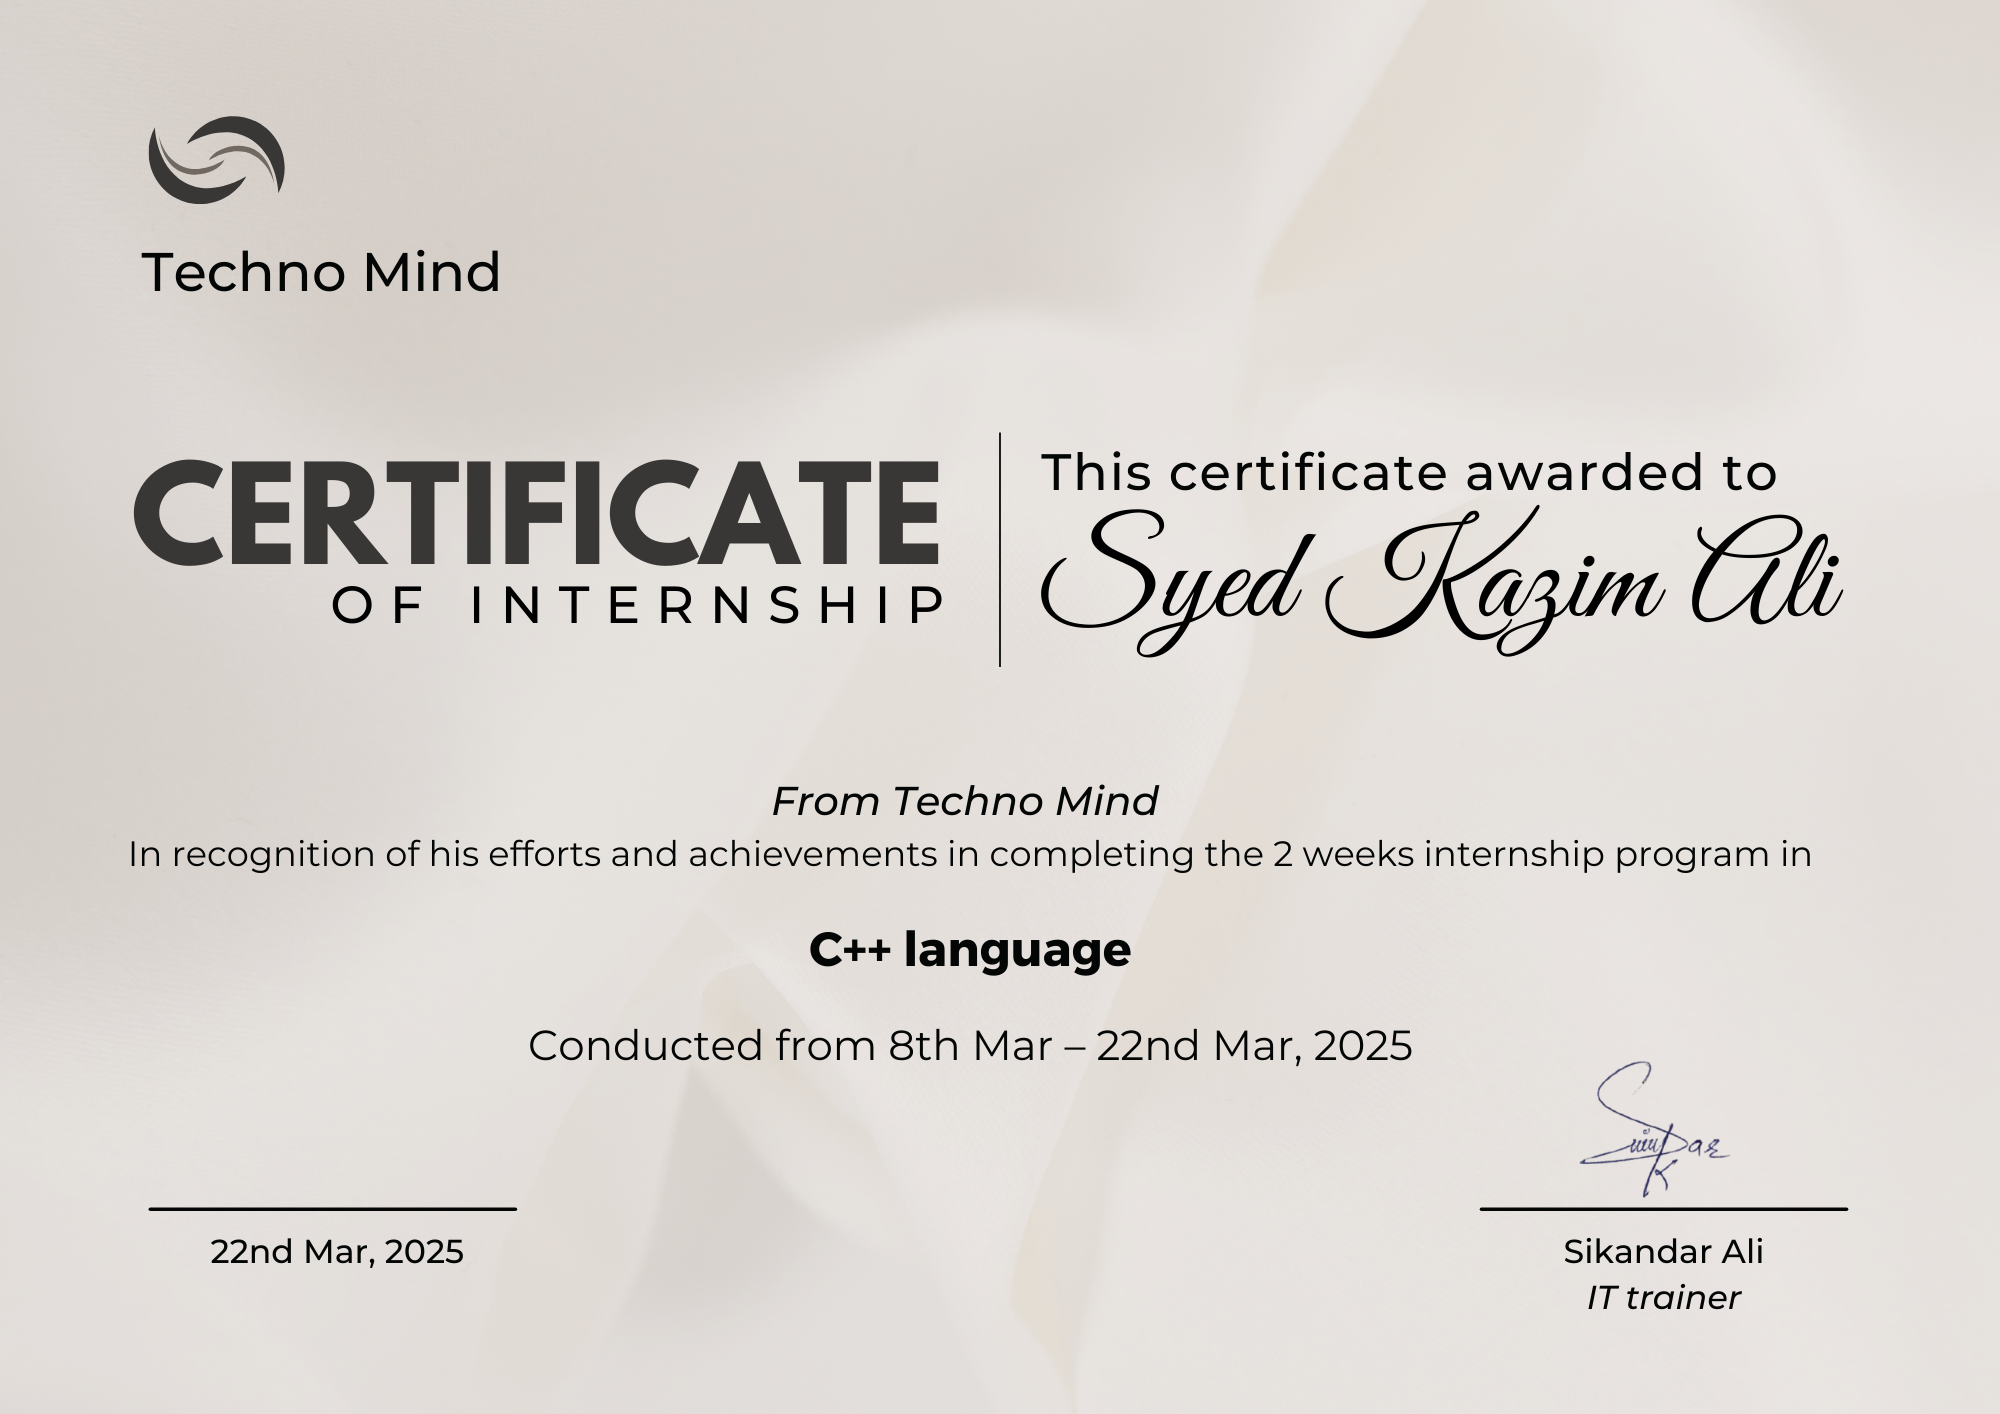 Techno Mind
CERTIFICATE
OF INTERNSHIP
This certificate awarded to
Syed Kazim Ali
From Techno Mind
In recognition of his efforts and achievements in completing the 2 weeks internship program in
C++ language
Conducted from 8th Mar – 22nd Mar, 2025
22nd Mar, 2025
Sikandar Ali
IT trainer